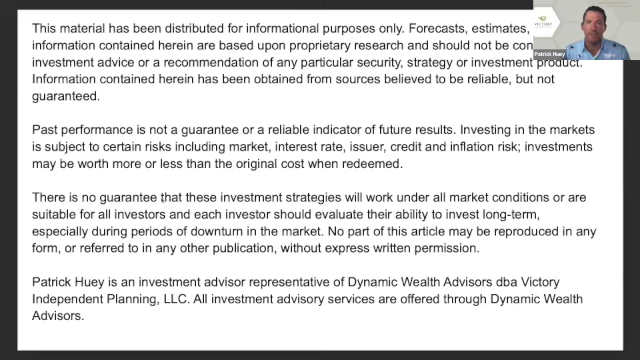 This material has been distributed for informational purposes only. Forecasts, estimates,
information contained herein are based upon proprietary research and should not be
investment advice or a recommendation of any particular security, strategy or investment product.
Information contained herein has been obtained from sources believed to be reliable, but not
guaranteed.
Past performance is not a guarantee or a reliable indicator of future results. Investing in the markets
is subject to certain risks including market, interest rate, issuer, credit and inflation risk; investments
may be worth more or less than the original cost when redeemed.
There is no guarantee that these investment strategies will work under all market conditions or are
suitable for all investors and each investor should evaluate their ability to invest long-term,
especially during periods of downturn in the market. No part of this article may be reproduced in any
form, or referred to in any other publication, without express written permission.
Patrick Huey is an investment advisor representative of Dynamic Wealth Advisors dba Victory
Independent Planning, LLC. All investment advisory services are offered through Dynamic Wealth
Advisors.
VICTORY
Patrick Huey